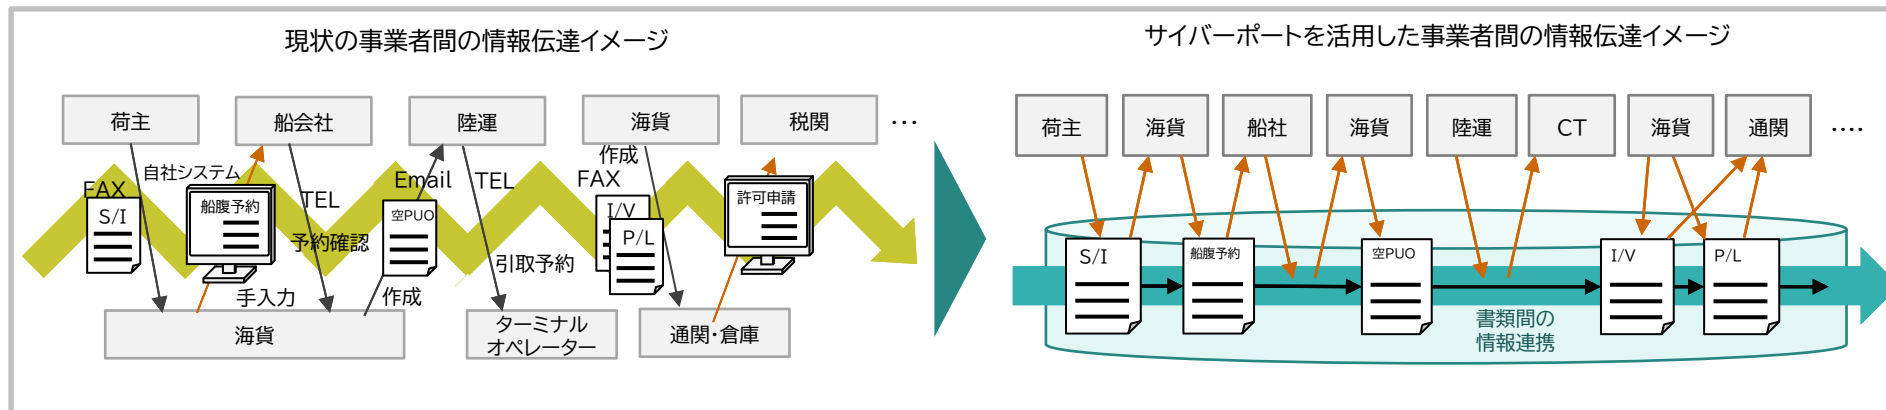 現状の事業者間の情報伝達イメージ
荷主
船会社
陸運
海貨
税関
…
FAX
自社システム
S/I
船腹予約
TEL
予約確認
Email
空PUO
TEL
引取予約
作成
FAX
I/V
P/L
許可申請
手入力
作成
海貨
ターミナル
オペレーター
通関・倉庫
サイバーポートを活用した事業者間の情報伝達イメージ
荷主
海貨
船社
海貨
陸運
CT
海貨
通関
....
S/I
船腹予約
空PUO
I/V
P/L
書類間の
情報連携